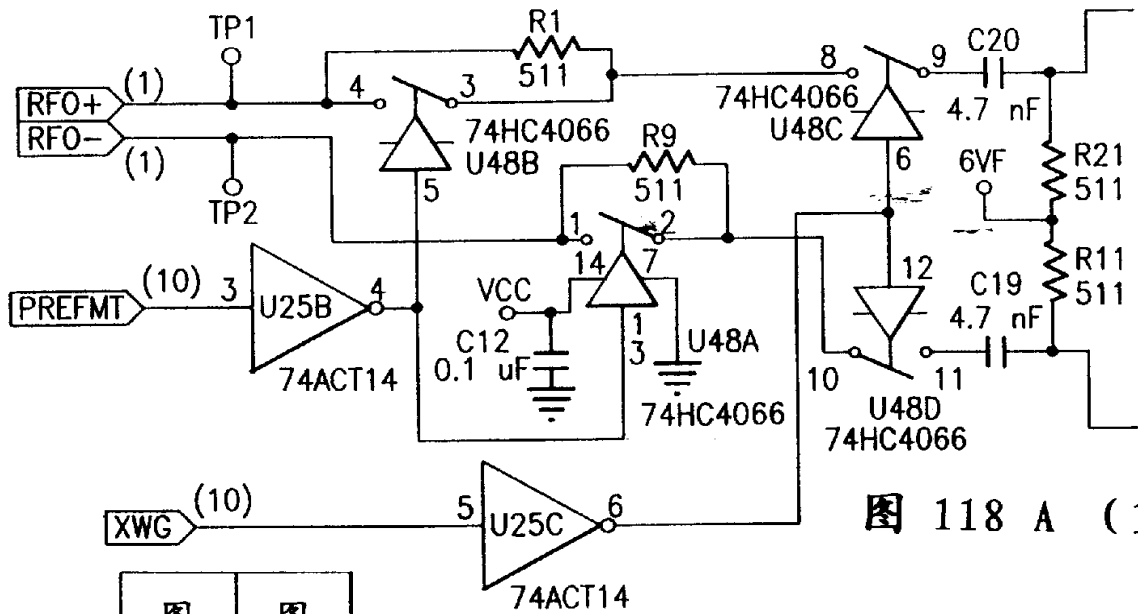 R1
TP1
511
(1)
RFO+
4
3
RFO-
(1)
TP2
74HC4066
U48B
5
8
9
C20
74HC4066
U48C
4.7 nF
6
R9
511
6VF
R21
511
1
2
14
7
12
R11
511
C19
4.7 nF
PREFMT
(10)
3
U25B
4
74ACT14
VCC
C12
0.1 uF
1
3
U48A
74HC4066
10
11
U48D
74HC4066
XWG
(10)
5
U25C
6
74ACT14
图 118 A (1
图
图